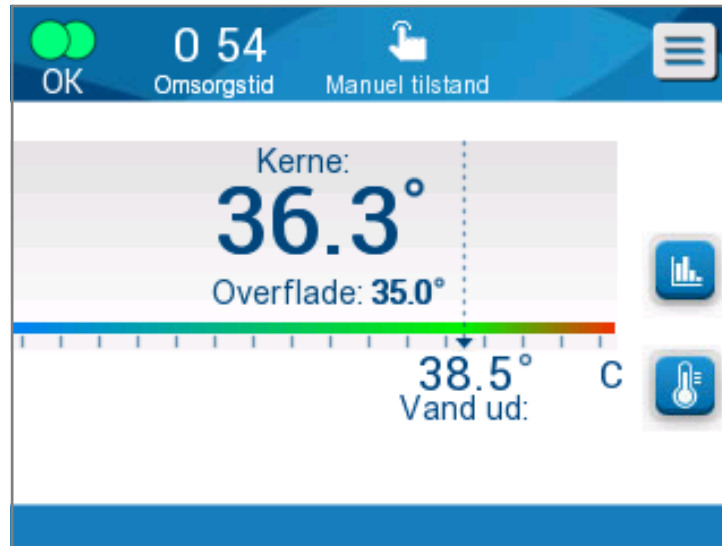 OK
0 54
Omsorgstid
Manuel tilstand
Kerne:
36.3°
Overflade: 35.0°
38.5° C
Vand ud: